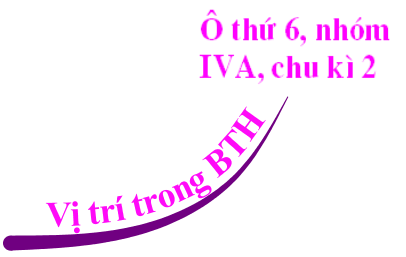 Ô thứ 6, nhóm
IVA, chu kì 2
Vị trí trong BTH